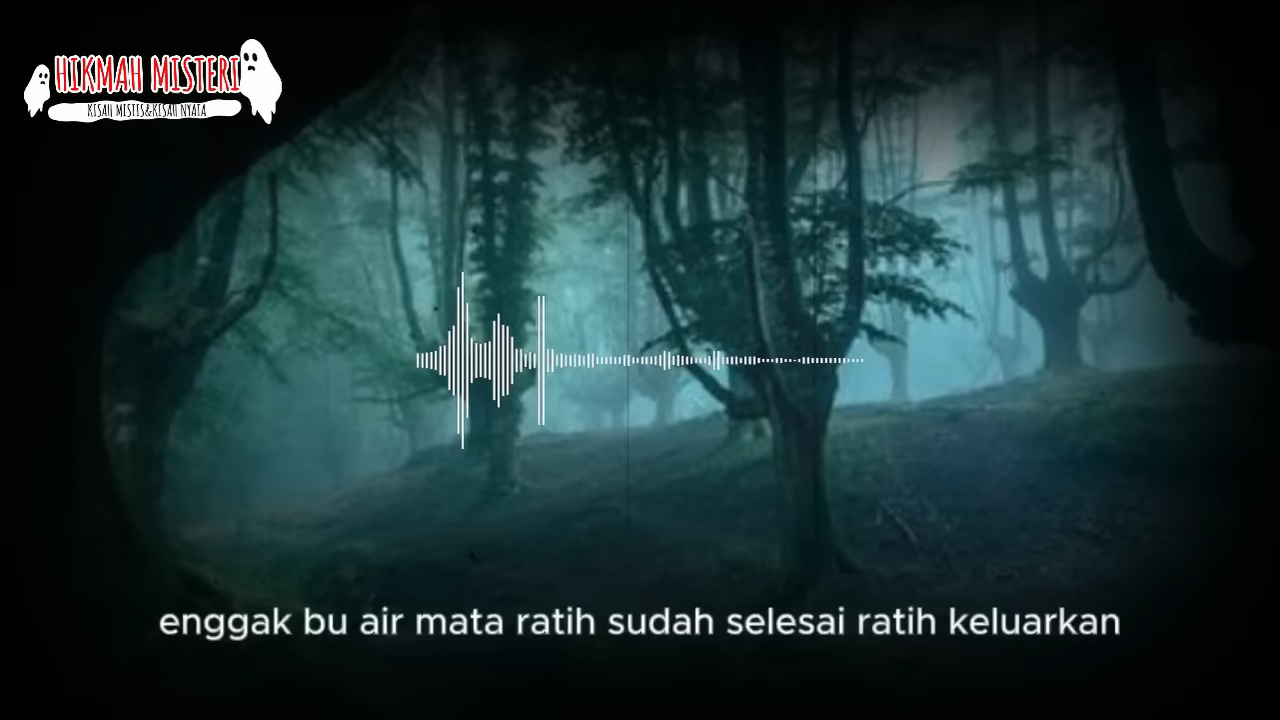 HIKMAH MISTERI
KISAH MISTIS&KISAH NYATA
enggak bu air mata ratih sudah selesai ratih keluarkan